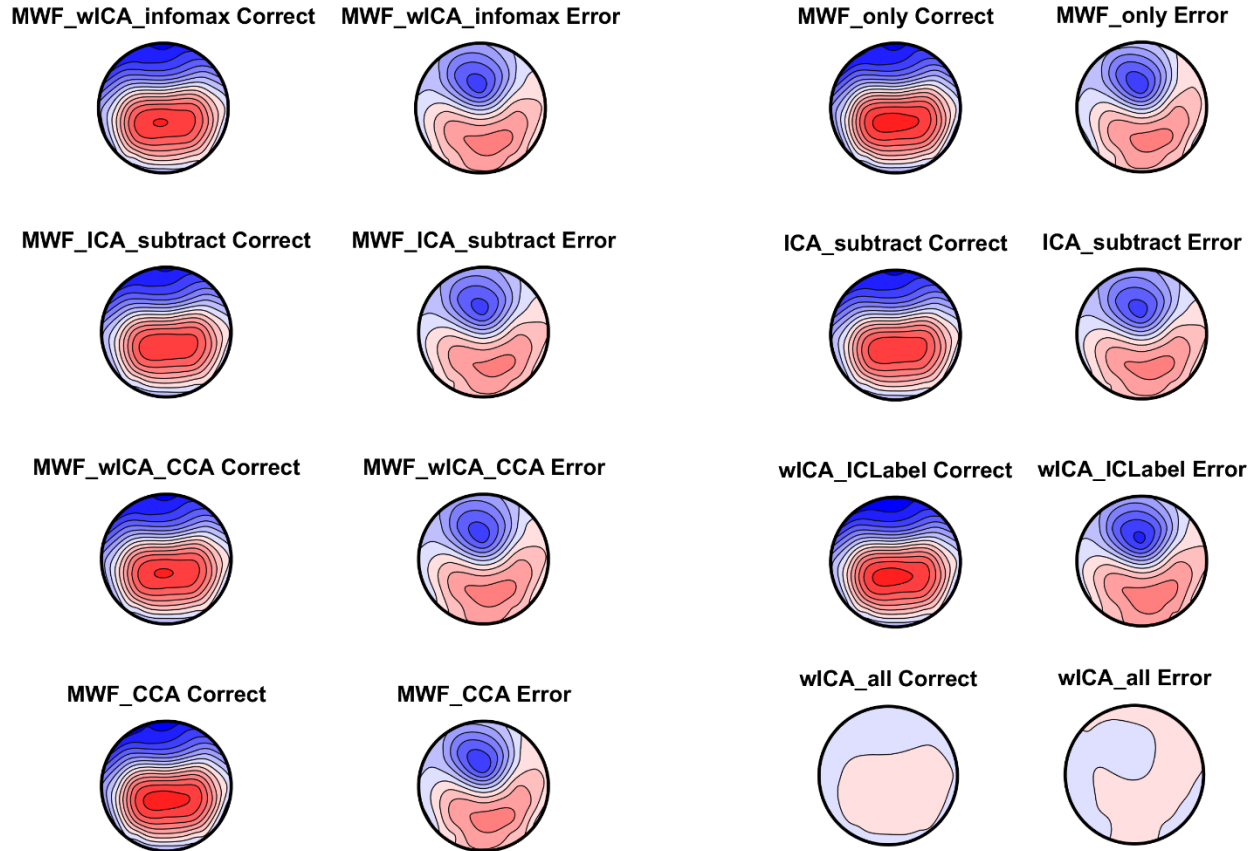 MWF_wICA_infomax Correct
MWF_wICA_infomax Error
MWF_only Correct
MWF_only Error
MWF_ICA_subtract Correct
MWF_ICA_subtract Error
ICA_subtract Correct
ICA_subtract Error
MWF_wICA_CCA Correct
MWF_wICA_CCA Error
wICA_ICLabel Correct
wICA_ICLabel Error
MWF_CCA Correct
MWF_CCA Error
wICA_all Correct
wICA_all Error